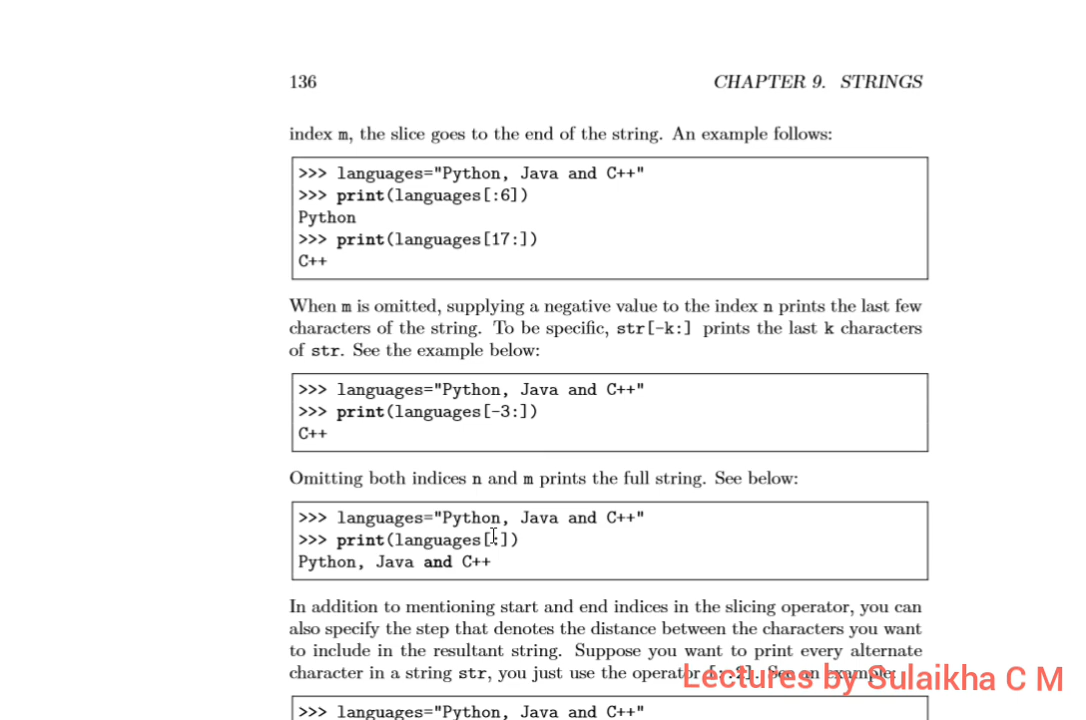 136 CHAPTER 9. STRINGS
index m, the slice goes to the end of the string. An example follows:
>>> languages="Python, Java and C++"
>>> print(languages[:6])
Python
>>> print(languages[17:])
C++
When m is omitted, supplying a negative value to the index n prints the last few
characters of the string. To be specific, str[-k:] prints the last k characters
of str. See the example below:
>>> languages="Python, Java and C++"
>>> print(languages[-3:])
C++
Omitting both indices n and m prints the full string. See below:
>>> languages="Python, Java and C++"
>>> print(languages[:])
Python, Java and C++
In addition to mentioning start and end indices in the slicing operator, you can
also specify the step that denotes the distance between the characters you want
to include in the resultant string. Suppose you want to print every alternate
character in a string str, you just use the operator [::2]. See an example:
Lectures by Sulaikha C M
>>> languages="Python, Java and C++"